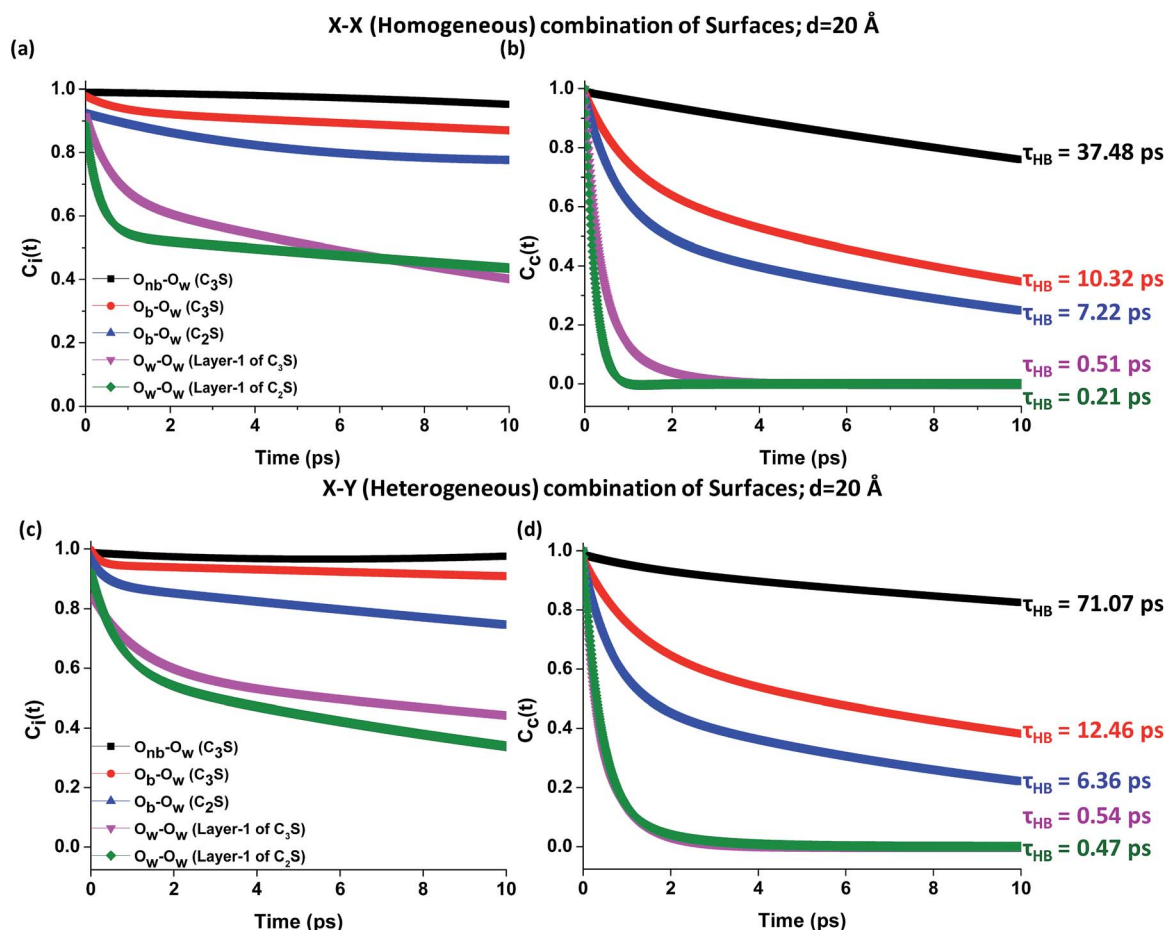 X-X (Homogeneous) combination of Surfaces; d=20 Å
(a)
(b)
1.0
0.8
0.6
0.4
0.2
0.0
Ci(t)
Onb-Ow (C3S)
Ob-Ow (C3S)
Ob-Ow (C2S)
Ow-Ow (Layer-1 of C3S)
Ow-Ow (Layer-1 of C2S)
0 2 4 6 8 10
Time (ps)
1.0
0.8
0.6
0.4
0.2
0.0
Cc(t)
τHB = 37.48 ps
τHB = 10.32 ps
τHB = 7.22 ps
τHB = 0.51 ps
τHB = 0.21 ps
0 2 4 6 8 10
Time (ps)
X-Y (Heterogeneous) combination of Surfaces; d=20 Å
(c)
(d)
1.0
0.8
0.6
0.4
0.2
0.0
Ci(t)
Onb-Ow (C3S)
Ob-Ow (C3S)
Ob-Ow (C2S)
Ow-Ow (Layer-1 of C3S)
Ow-Ow (Layer-1 of C2S)
0 2 4 6 8 10
Time (ps)
1.0
0.8
0.6
0.4
0.2
0.0
Cc(t)
τHB = 71.07 ps
τHB = 12.46 ps
τHB = 6.36 ps
τHB = 0.54 ps
τHB = 0.47 ps
0 2 4 6 8 10
Time (ps)